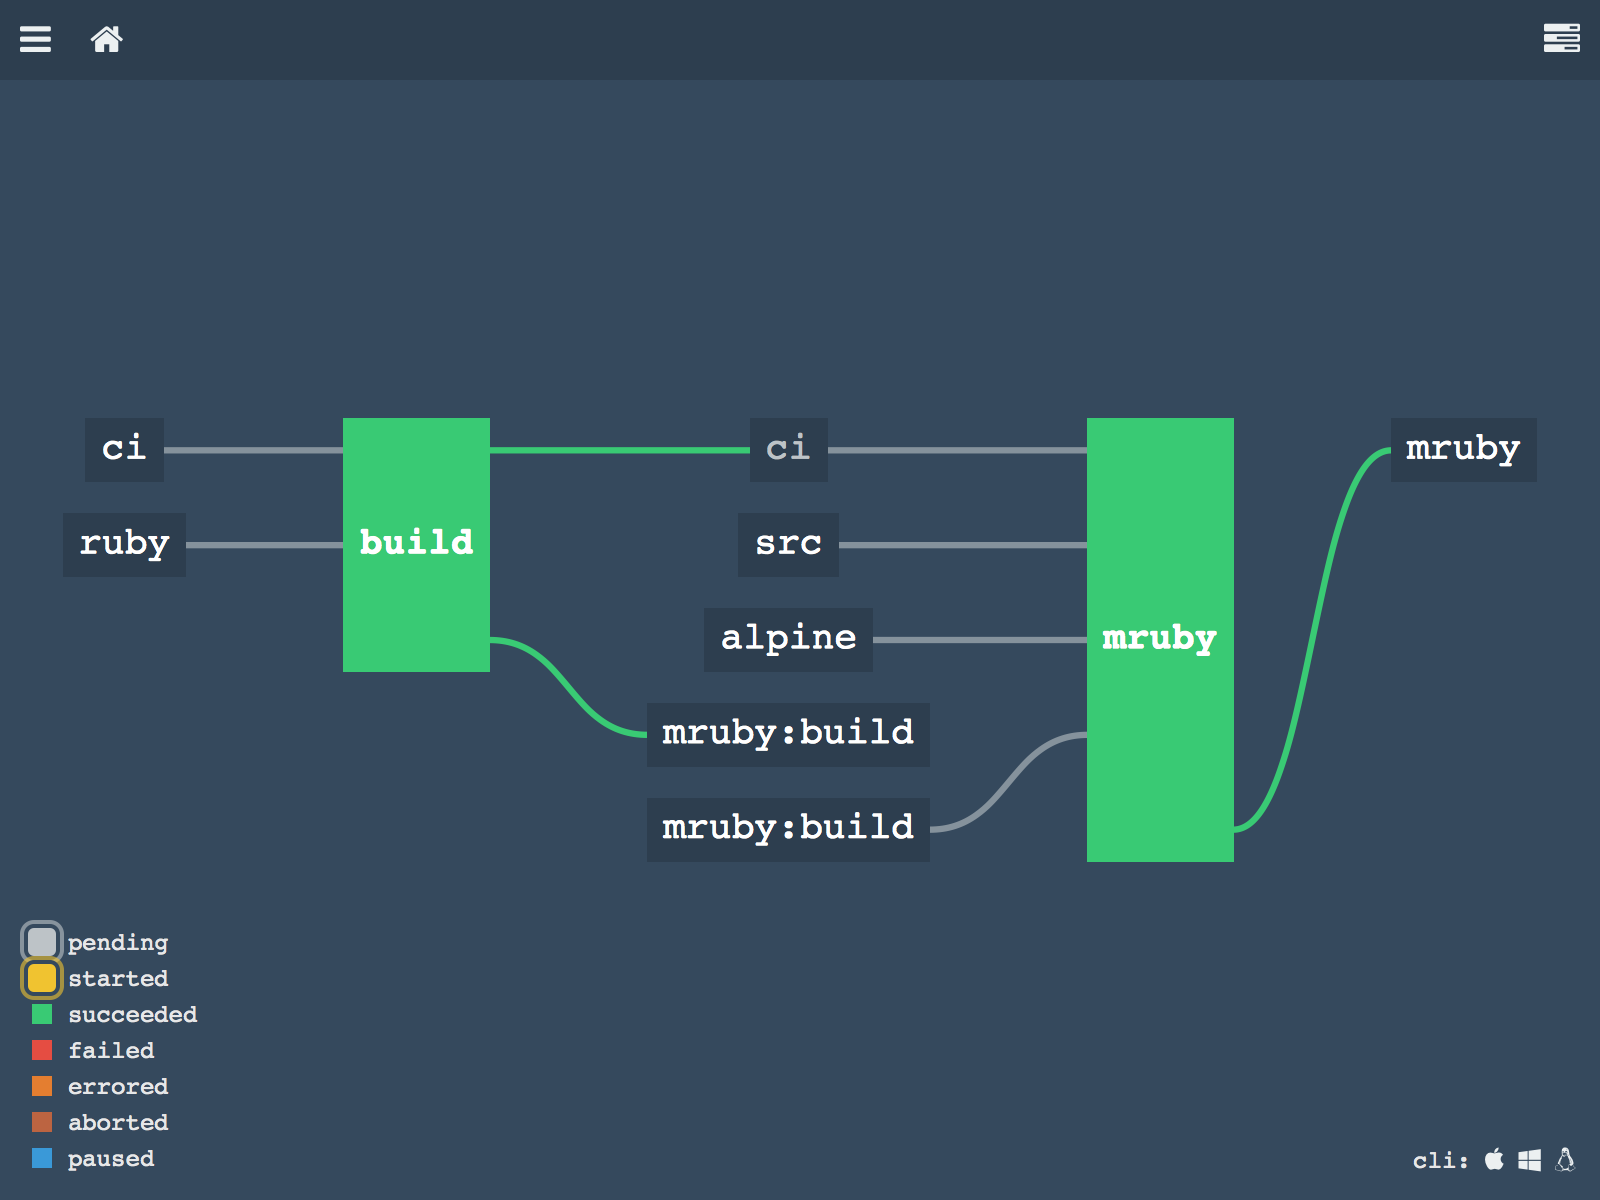 ci
ruby
build
ci
src
alpine
mruby:build
mruby:build
mruby
mruby
pending
started
succeeded
failed
errored
aborted
paused
cli: